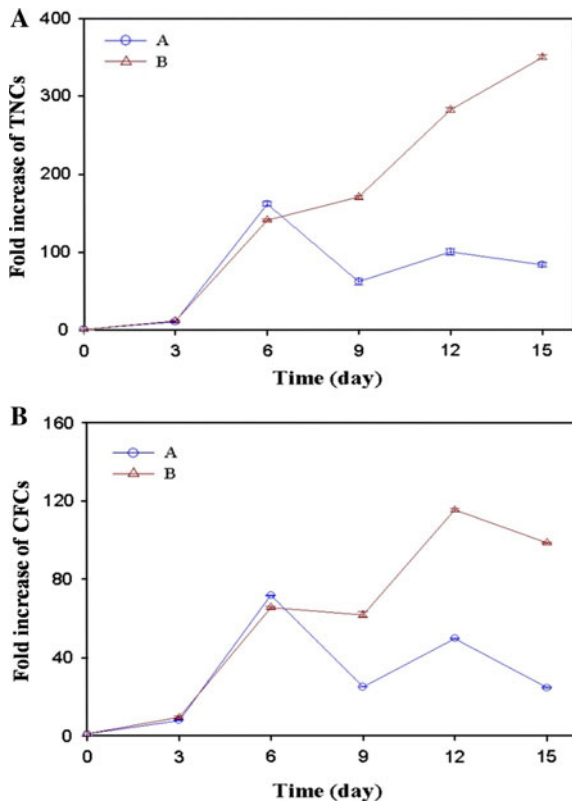 A
Fold increase of TNCs
400
300
200
100
0
A
B
0 3 6 9 12 15
Time (day)
B
Fold increase of CFCs
160
120
80
40
0
A
B
0 3 6 9 12 15
Time (day)